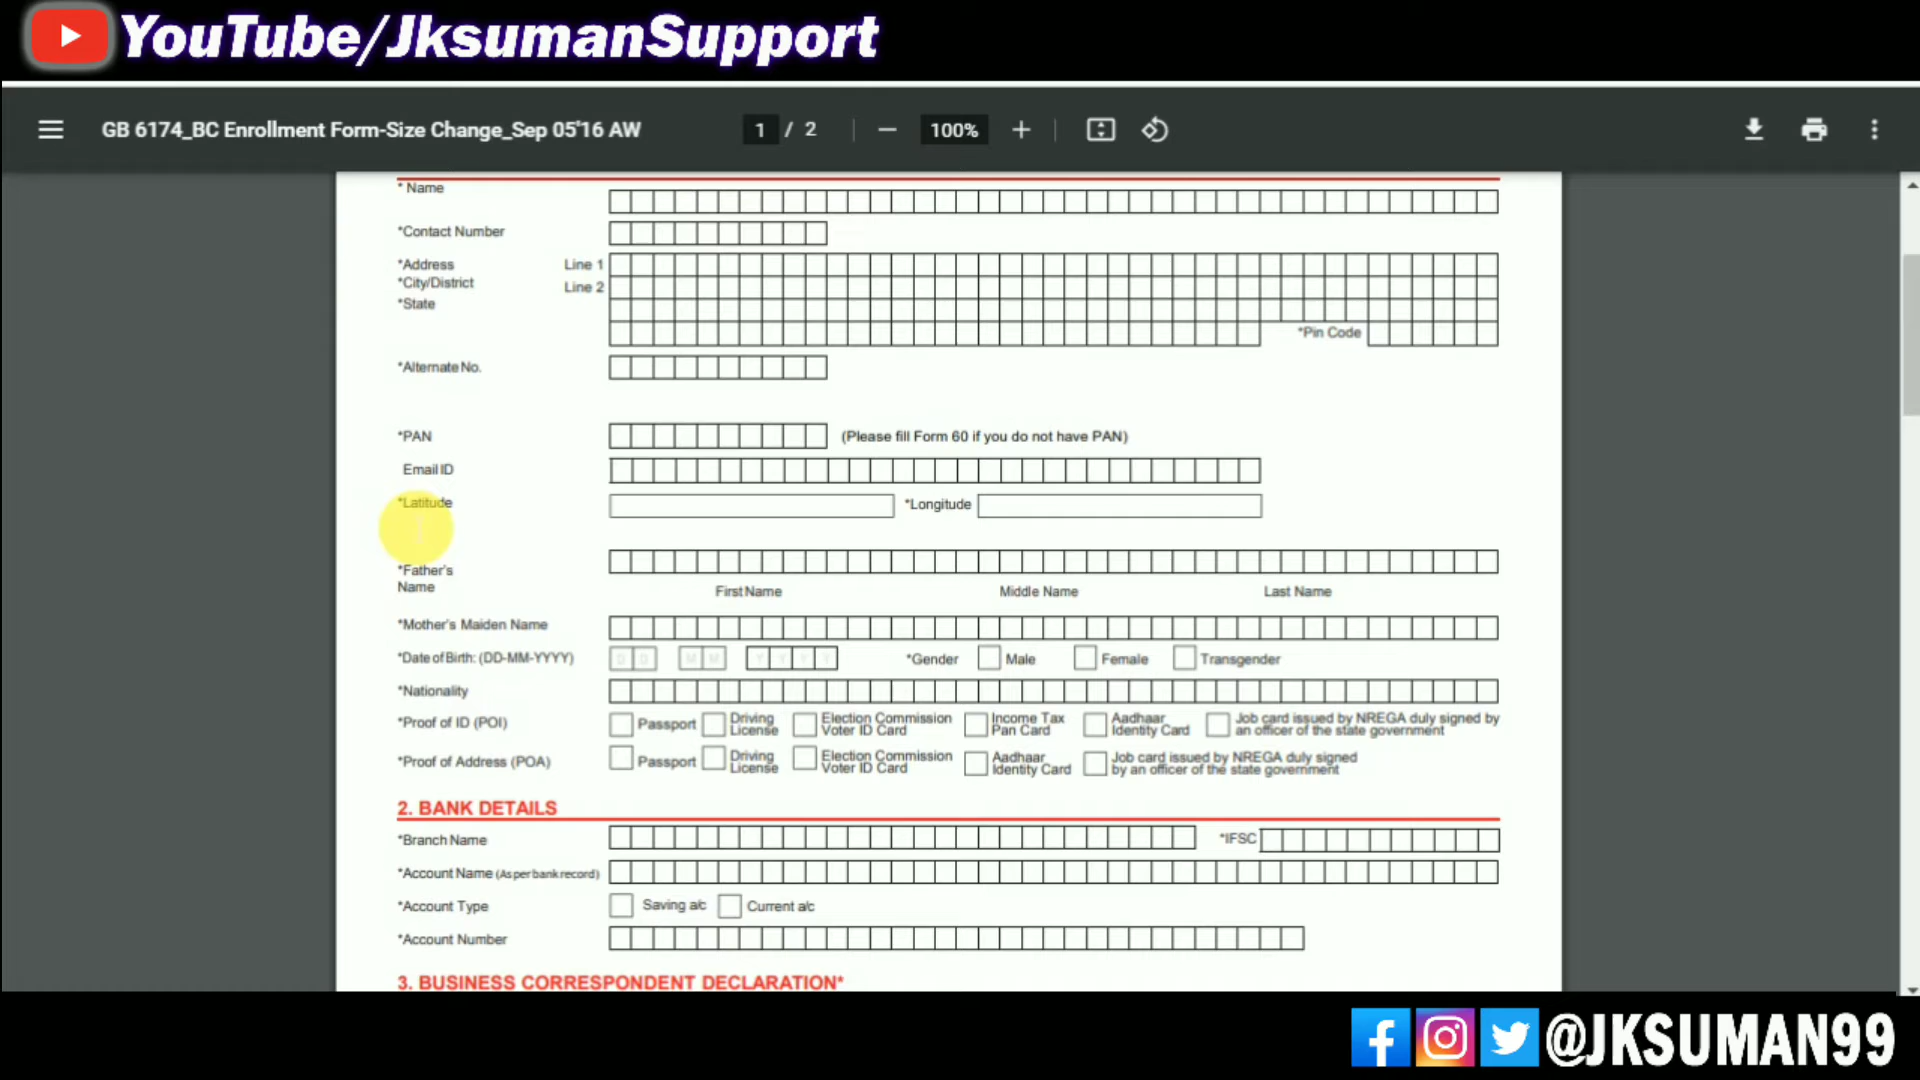 YouTube/JksumanSupport
GB 6174_BC Enrollment Form-Size Change_Sep 05'16 AW
1 / 2
100%
* Name
*Contact Number
*Address Line 1
*City/District Line 2
*State
*Pin Code
*Alternate No.
*PAN (Please fill Form 60 if you do not have PAN)
Email ID
*Latitude *Longitude
*Father's
Name
First Name Middle Name Last Name
*Mother's Maiden Name
*Date of Birth: (DD-MM-YYYY) D D M M Y Y Y Y *Gender Male Female Transgender
*Nationality
*Proof of ID (POI) Passport Driving License Election Commission Voter ID Card Income Tax Pan Card Aadhaar Identity Card Job card issued by NREGA duly signed by an officer of the state government
*Proof of Address (POA) Passport Driving License Election Commission Voter ID Card Aadhaar Identity Card Job card issued by NREGA duly signed by an officer of the state government
2. BANK DETAILS
*Branch Name *IFSC
*Account Name (As per bank record)
*Account Type Saving a/c Current a/c
*Account Number
3. BUSINESS CORRESPONDENT DECLARATION*
@JKSUMAN99